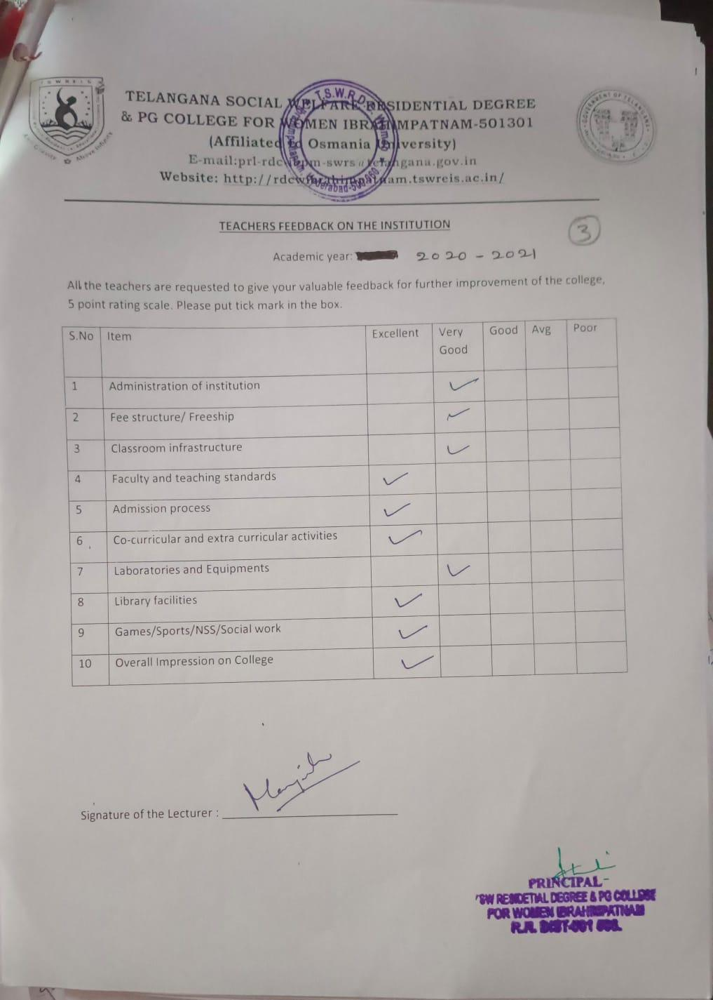 TSWREIS
TELANGANA SOCIAL WELFARE RESIDENTIAL DEGREE
& PG COLLEGE FOR WOMEN IBRAHIMPATNAM-501301
(Affiliated to Osmania University)
E-mail:prl-rdcw-ibpm-swrs@telangana.gov.in
Website: http://rdcwibrahimpatnam.tswreis.ac.in/
GOVERNMENT OF TELANGANA
TEACHERS FEEDBACK ON THE INSTITUTION
3
Academic year: 2020-2021
All the teachers are requested to give your valuable feedback for further improvement of the college,
5 point rating scale. Please put tick mark in the box.
S.No Item Excellent Very Good Good Avg Poor
1 Administration of institution ✓
2 Fee structure/ Freeship ✓
3 Classroom infrastructure ✓
4 Faculty and teaching standards ✓
5 Admission process ✓
6 Co-curricular and extra curricular activities ✓
7 Laboratories and Equipments ✓
8 Library facilities ✓
9 Games/Sports/NSS/Social work ✓
10 Overall Impression on College ✓
Signature of the Lecturer :
PRINCIPAL
TSW RESIDETIAL DEGREE & PG COLLEGE
FOR WOMEN IBRAHIMPATNAM
R.R. DIST-501